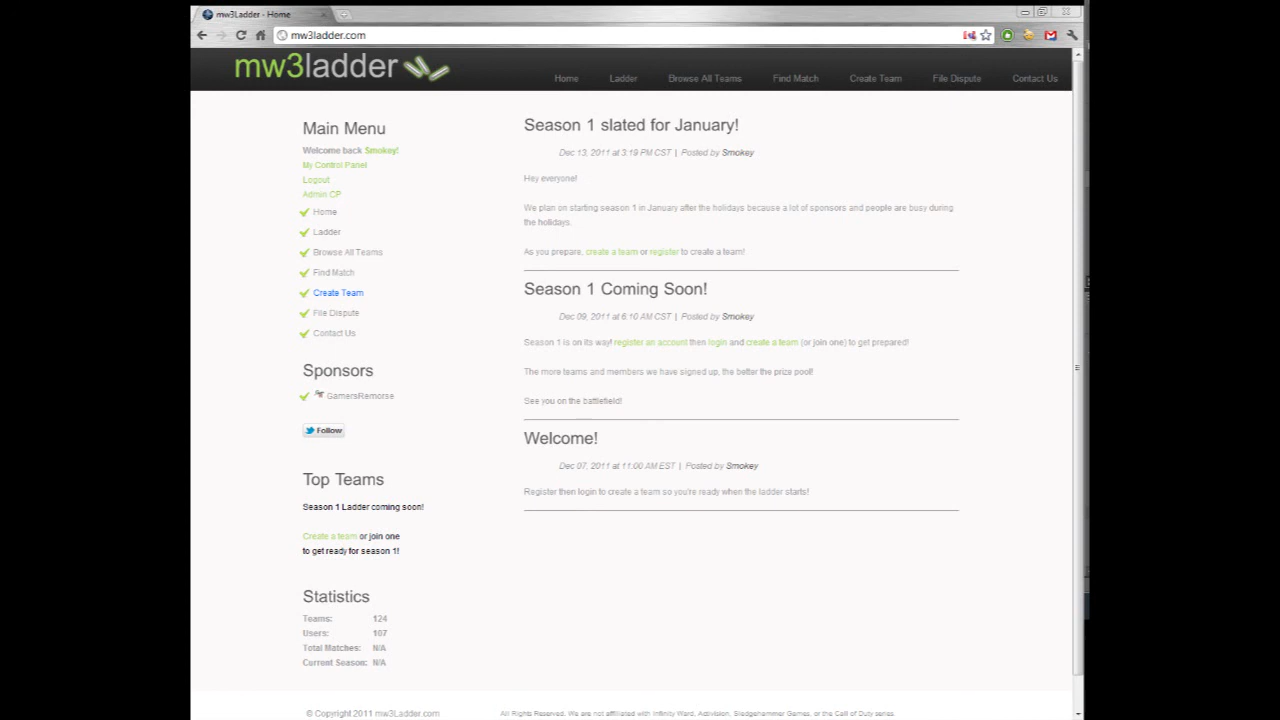 mw3Ladder - Home
mw3ladder.com
mw3ladder
Home Ladder Browse All Teams Find Match Create Team File Dispute Contact Us
Main Menu
Welcome back Smokey!
My Control Panel
Logout
Admin CP
Home
Ladder
Browse All Teams
Find Match
Create Team
File Dispute
Contact Us
Sponsors
GamersRemorse
Follow
Top Teams
Season 1 Ladder coming soon!
Create a team or join one
to get ready for season 1!
Statistics
Teams: 124
Users: 107
Total Matches: N/A
Current Season: N/A
Season 1 slated for January!
Dec 13, 2011 at 3:19 PM CST | Posted by Smokey
Hey everyone!
We plan on starting season 1 in January after the holidays because a lot of sponsors and people are busy during
the holidays.
As you prepare, create a team or register to create a team!
Season 1 Coming Soon!
Dec 09, 2011 at 6:10 AM CST | Posted by Smokey
Season 1 is on its way! register an account then login and create a team (or join one) to get prepared!
The more teams and members we have signed up, the better the prize pool!
See you on the battlefield!
Welcome!
Dec 07, 2011 at 11:00 AM EST | Posted by Smokey
Register then login to create a team so you're ready when the ladder starts!
© Copyright 2011 mw3Ladder.com
All Rights Reserved. We are not affiliated with Infinity Ward, Activision, Sledgehammer Games, or the Call of Duty series.